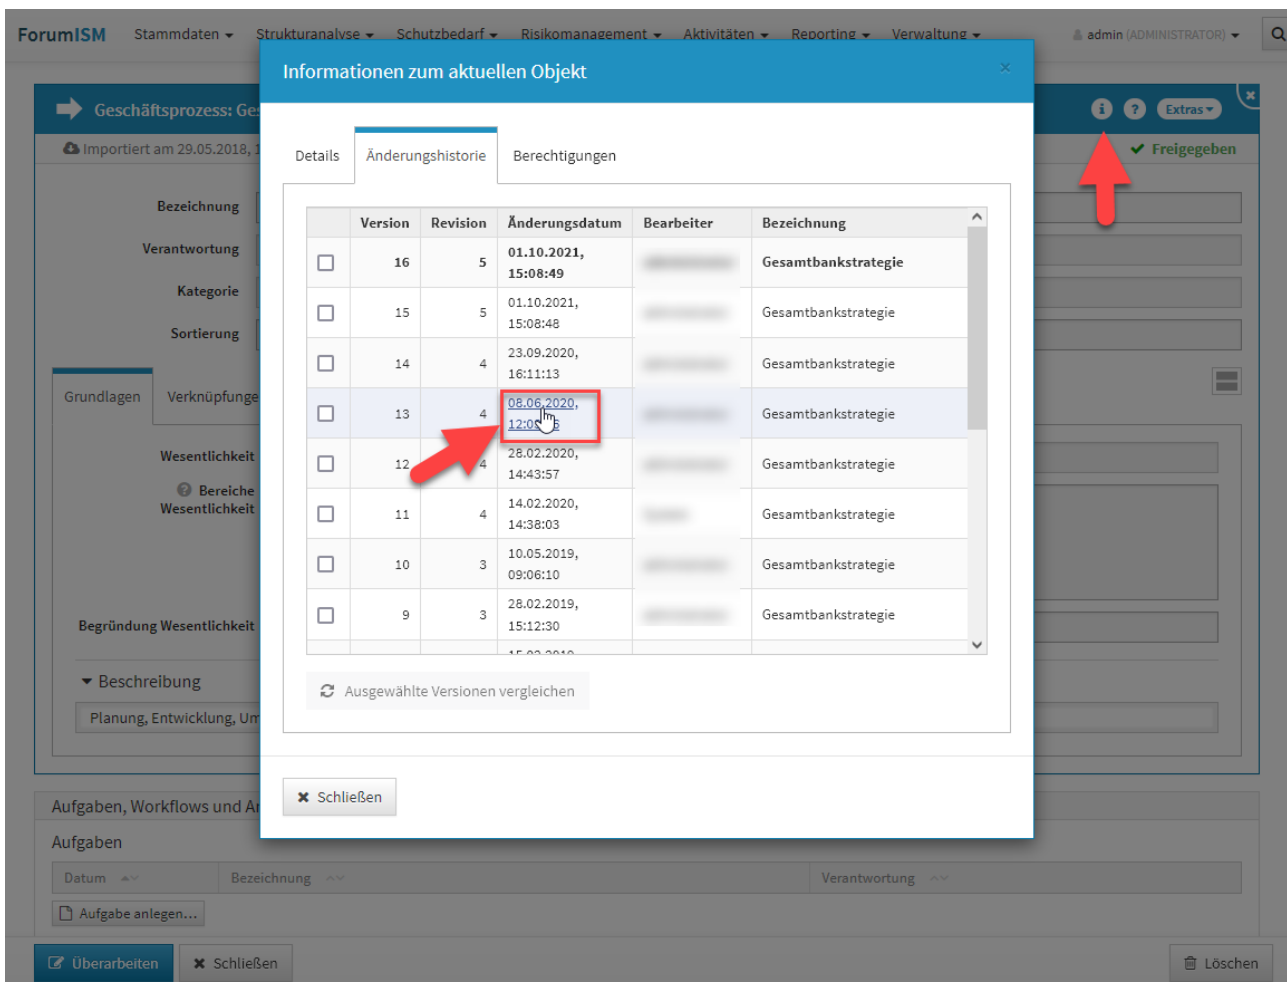 ForumISM Stammdaten Strukturanalyse Schutzbedarf Risikomanagement Aktivitäten Reporting Verwaltung admin (ADMINISTRATOR)
Informationen zum aktuellen Objekt ×
Geschäftsprozess: Ge Extras
Importiert am 29.05.2018, 1 Freigegeben
Details Änderungshistorie Berechtigungen
Bezeichnung
Verantwortung
Kategorie
Sortierung
Version Revision Änderungsdatum Bearbeiter Bezeichnung
16 5 01.10.2021, 15:08:49 Gesamtbankstrategie
15 5 01.10.2021, 15:08:48 Gesamtbankstrategie
14 4 23.09.2020, 16:11:13 Gesamtbankstrategie
13 4 08.06.2020, Gesamtbankstrategie
12 4 28.02.2020, 14:43:57 Gesamtbankstrategie
11 4 14.02.2020, 14:38:03 Gesamtbankstrategie
10 3 10.05.2019, 09:06:10 Gesamtbankstrategie
9 3 28.02.2019, 15:12:30 Gesamtbankstrategie
Grundlagen Verknüpfunge
Wesentlichkeit
Bereiche
Wesentlichkeit
Begründung Wesentlichkeit
Beschreibung
Planung, Entwicklung, Um
Ausgewählte Versionen vergleichen
Schließen
Aufgaben, Workflows und
Aufgaben
Datum Bezeichnung Verantwortung
Aufgabe anlegen...
Überarbeiten Schließen Löschen